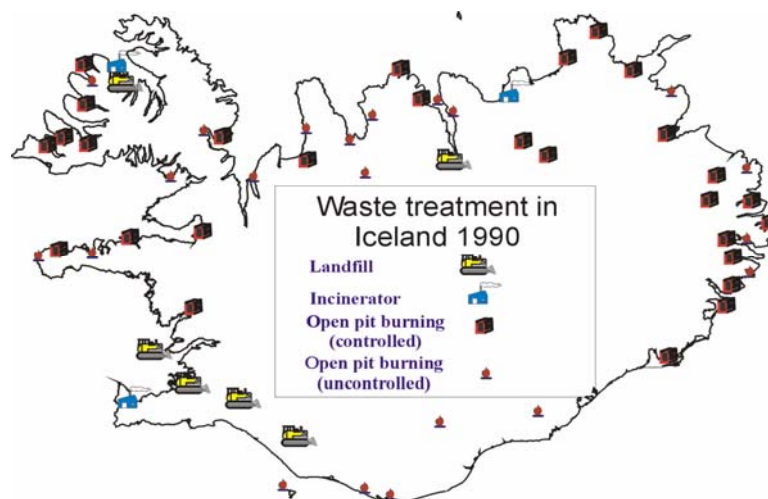 Waste treatment in
Iceland 1990
Landfill
Incinerator
Open pit burning
(controlled)
Open pit burning
(uncontrolled)